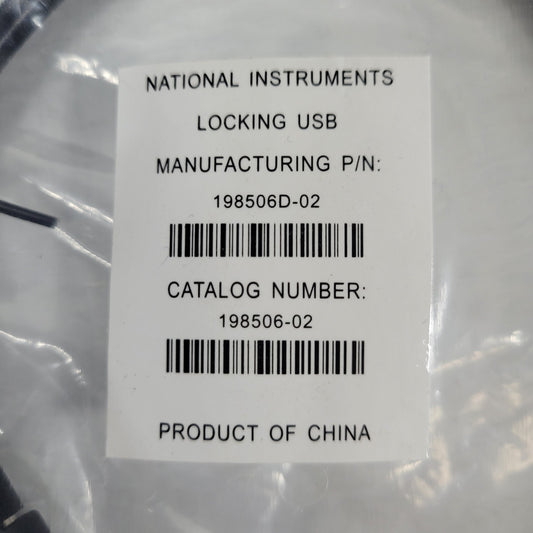 NATIONAL INSTRUMENTS
LOCKING USB
MANUFACTURING P/N:
198506D-02
CATALOG NUMBER:
198506-02
PRODUCT OF CHINA